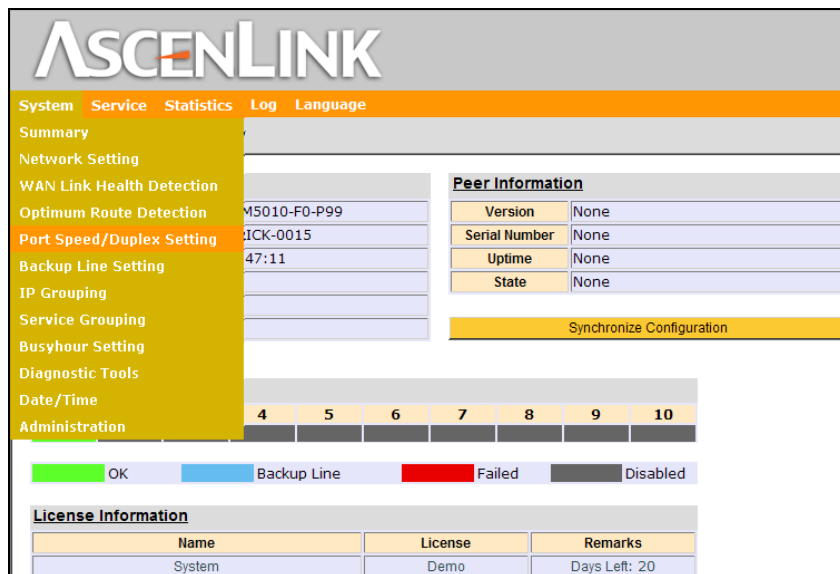 ASCENLINK
System Service Statistics Log Language
Summary
Network Setting
WAN Link Health Detection
Optimum Route Detection
Port Speed/Duplex Setting
Backup Line Setting
IP Grouping
Service Grouping
Busyhour Setting
Diagnostic Tools
Date/Time
Administration
M5010-F0-P99
ICK-0015
47:11
Peer Information
Version None
Serial Number None
Uptime None
State None
Synchronize Configuration
4 5 6 7 8 9 10
OK Backup Line Failed Disabled
License Information
Name License Remarks
System Demo Days Left: 20